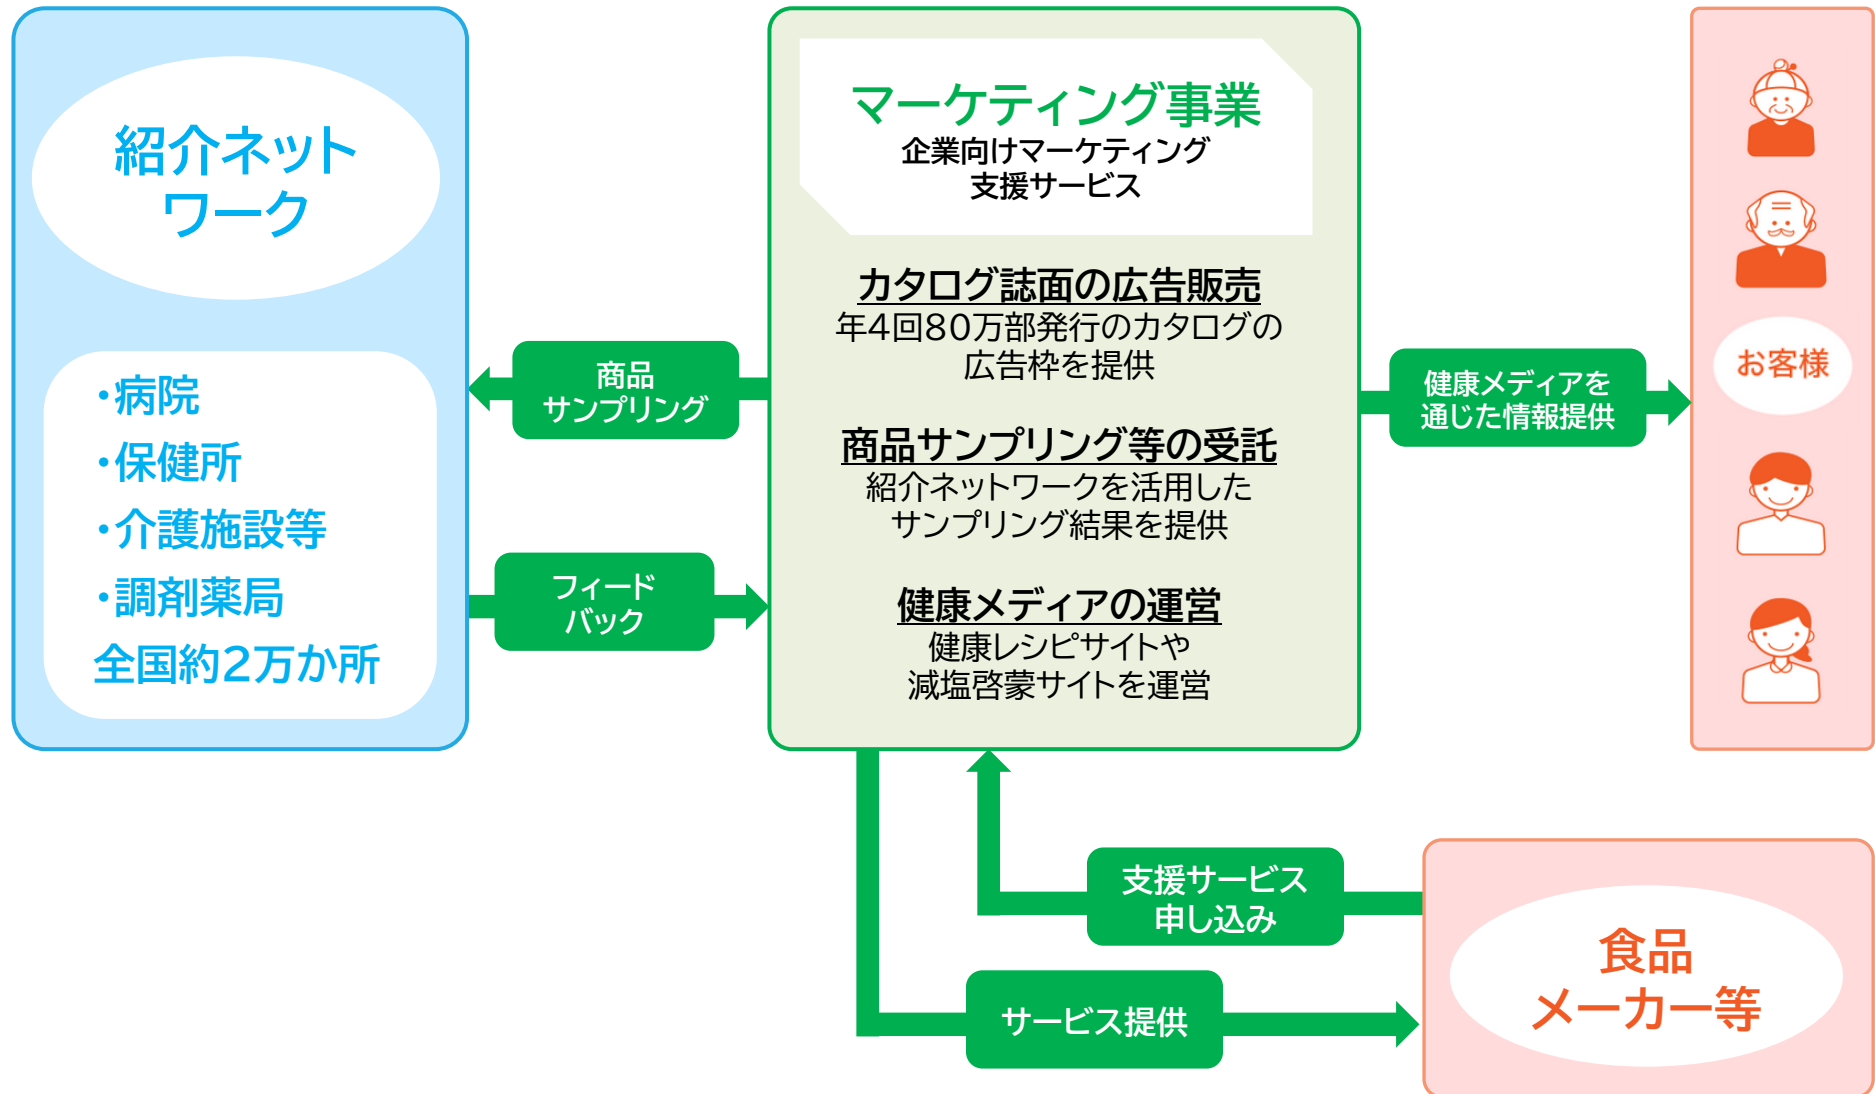 紹介ネット
ワーク
・病院
・保健所
・介護施設等
・調剤薬局
全国約2万か所
商品
サンプリング
フィード
バック
マーケティング事業
企業向けマーケティング
支援サービス
カタログ誌面の広告販売
年4回80万部発行のカタログの
広告枠を提供
商品サンプリング等の受託
紹介ネットワークを活用した
サンプリング結果を提供
健康メディアの運営
健康レシピサイトや
減塩啓蒙サイトを運営
健康メディアを
通じた情報提供
お客様
支援サービス
申し込み
サービス提供
食品
メーカー等